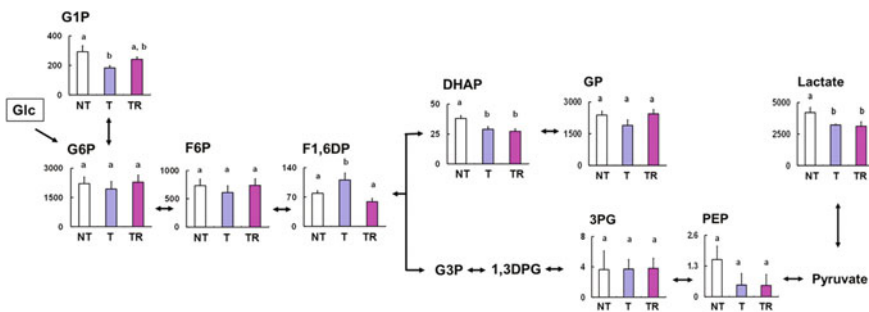 G1P
400
200
0
a
b
a, b
NT T TR
Glc
G6P
3000
1500
0
a
a
a
NT T TR
F6P
1000
500
0
a
a
a
NT T TR
F1,6DP
140
70
0
a
b
a
NT T TR
DHAP
50
25
0
a
b
b
NT T TR
GP
3000
1500
0
a
a
a
NT T TR
Lactate
5000
2500
0
a
b
b
NT T TR
G3P
1,3DPG
3PG
8
4
0
a
a
a
NT T TR
PEP
2.6
1.3
0
a
a
a
NT T TR
Pyruvate